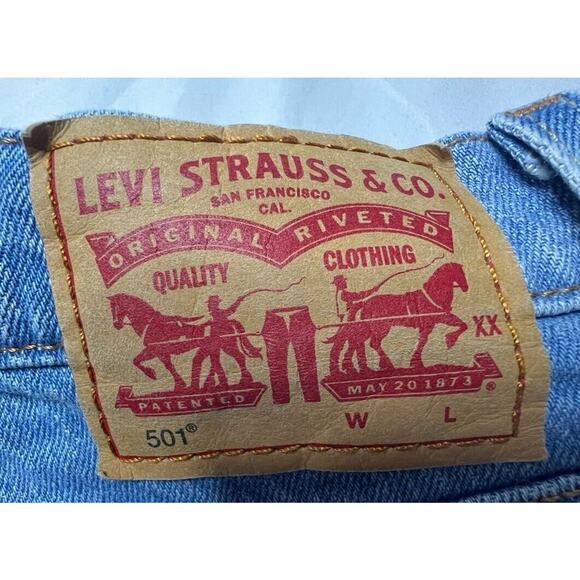 LEVI STRAUSS & CO.
SAN FRANCISCO
CAL.
ORIGINAL RIVETED
QUALITY CLOTHING
XX
PATENTED MAY 20 1873 ®
501® W L